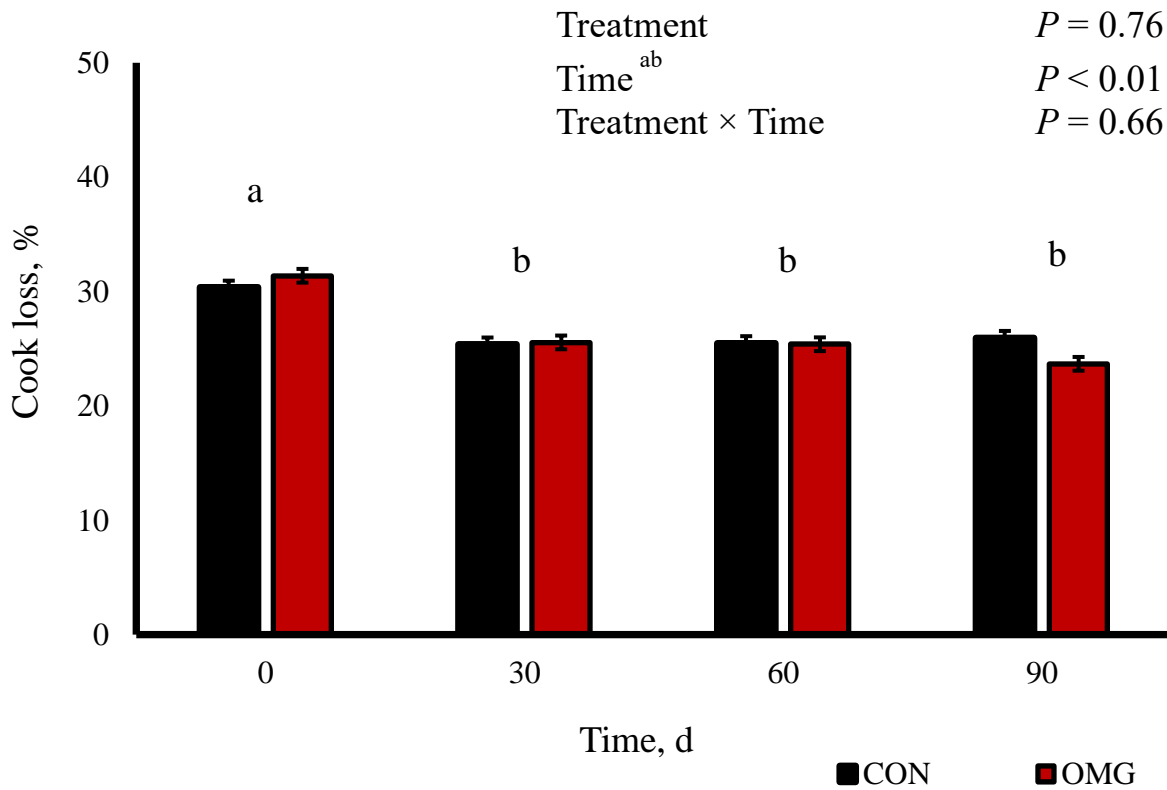 Treatment P = 0.76
Time ab P < 0.01
Treatment × Time P = 0.66
50
40
30
20
10
0
Cook loss, %
a
b
b
b
0 30 60 90
Time, d
CON OMG